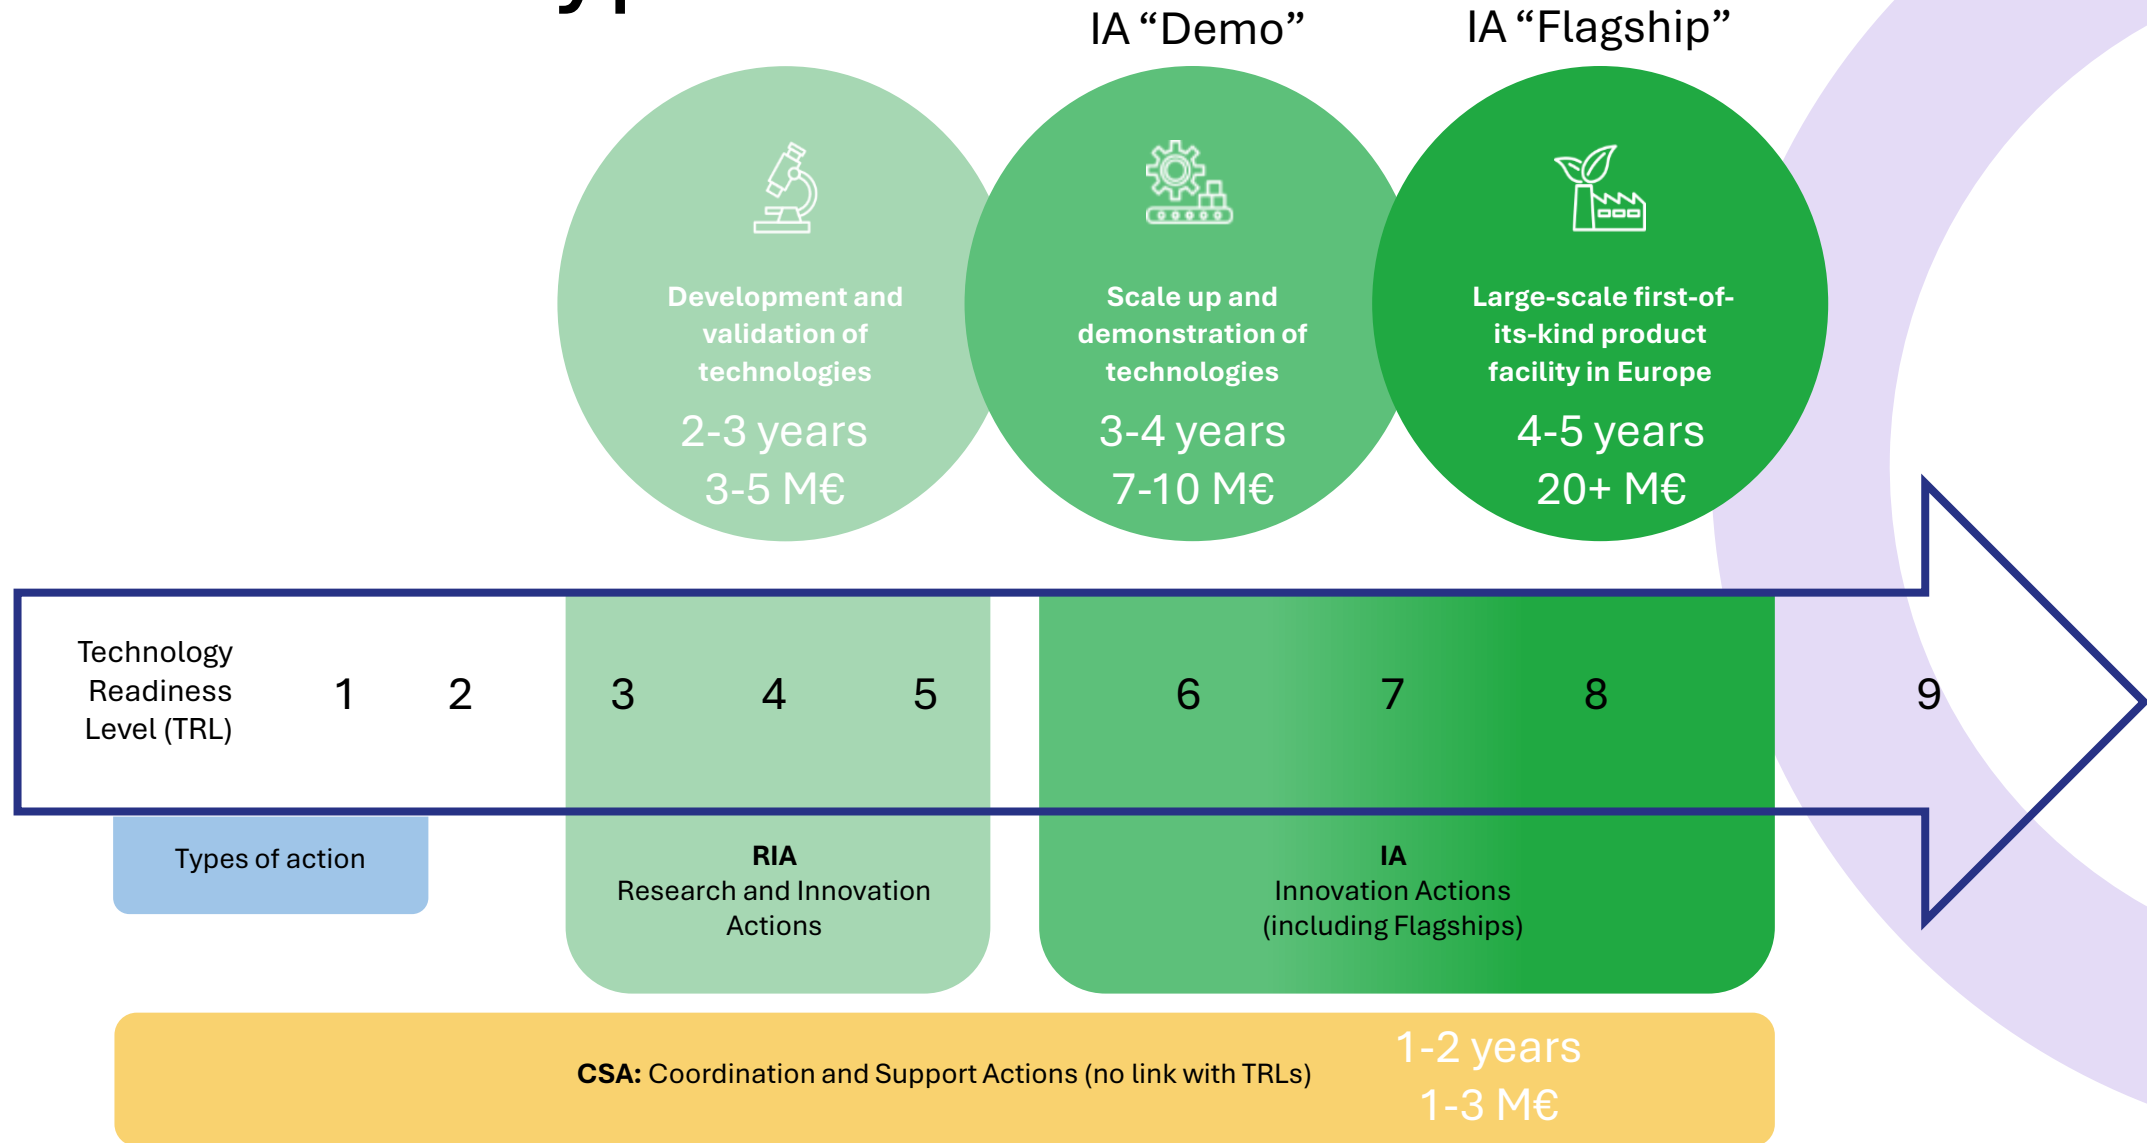 IA “Demo”
IA “Flagship”
Development and
validation of
technologies
2-3 years
3-5 M€
Scale up and
demonstration of
technologies
3-4 years
7-10 M€
Large-scale first-of-
its-kind product
facility in Europe
4-5 years
20+ M€
Technology
Readiness
Level (TRL)
1
2
3
4
5
6
7
8
9
Types of action
RIA
Research and Innovation
Actions
IA
Innovation Actions
(including Flagships)
CSA: Coordination and Support Actions (no link with TRLs)
1-2 years
1-3 M€